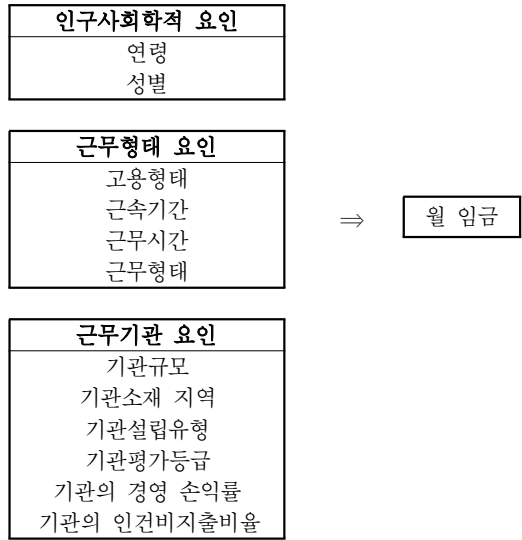 인구사회학적 요인
연령
성별
근무형태 요인
고용형태
근속기간
근무시간
근무형태
⇒
월 임금
근무기관 요인
기관규모
기관소재 지역
기관설립유형
기관평가등급
기관의 경영 손익률
기관의 인건비지출비율